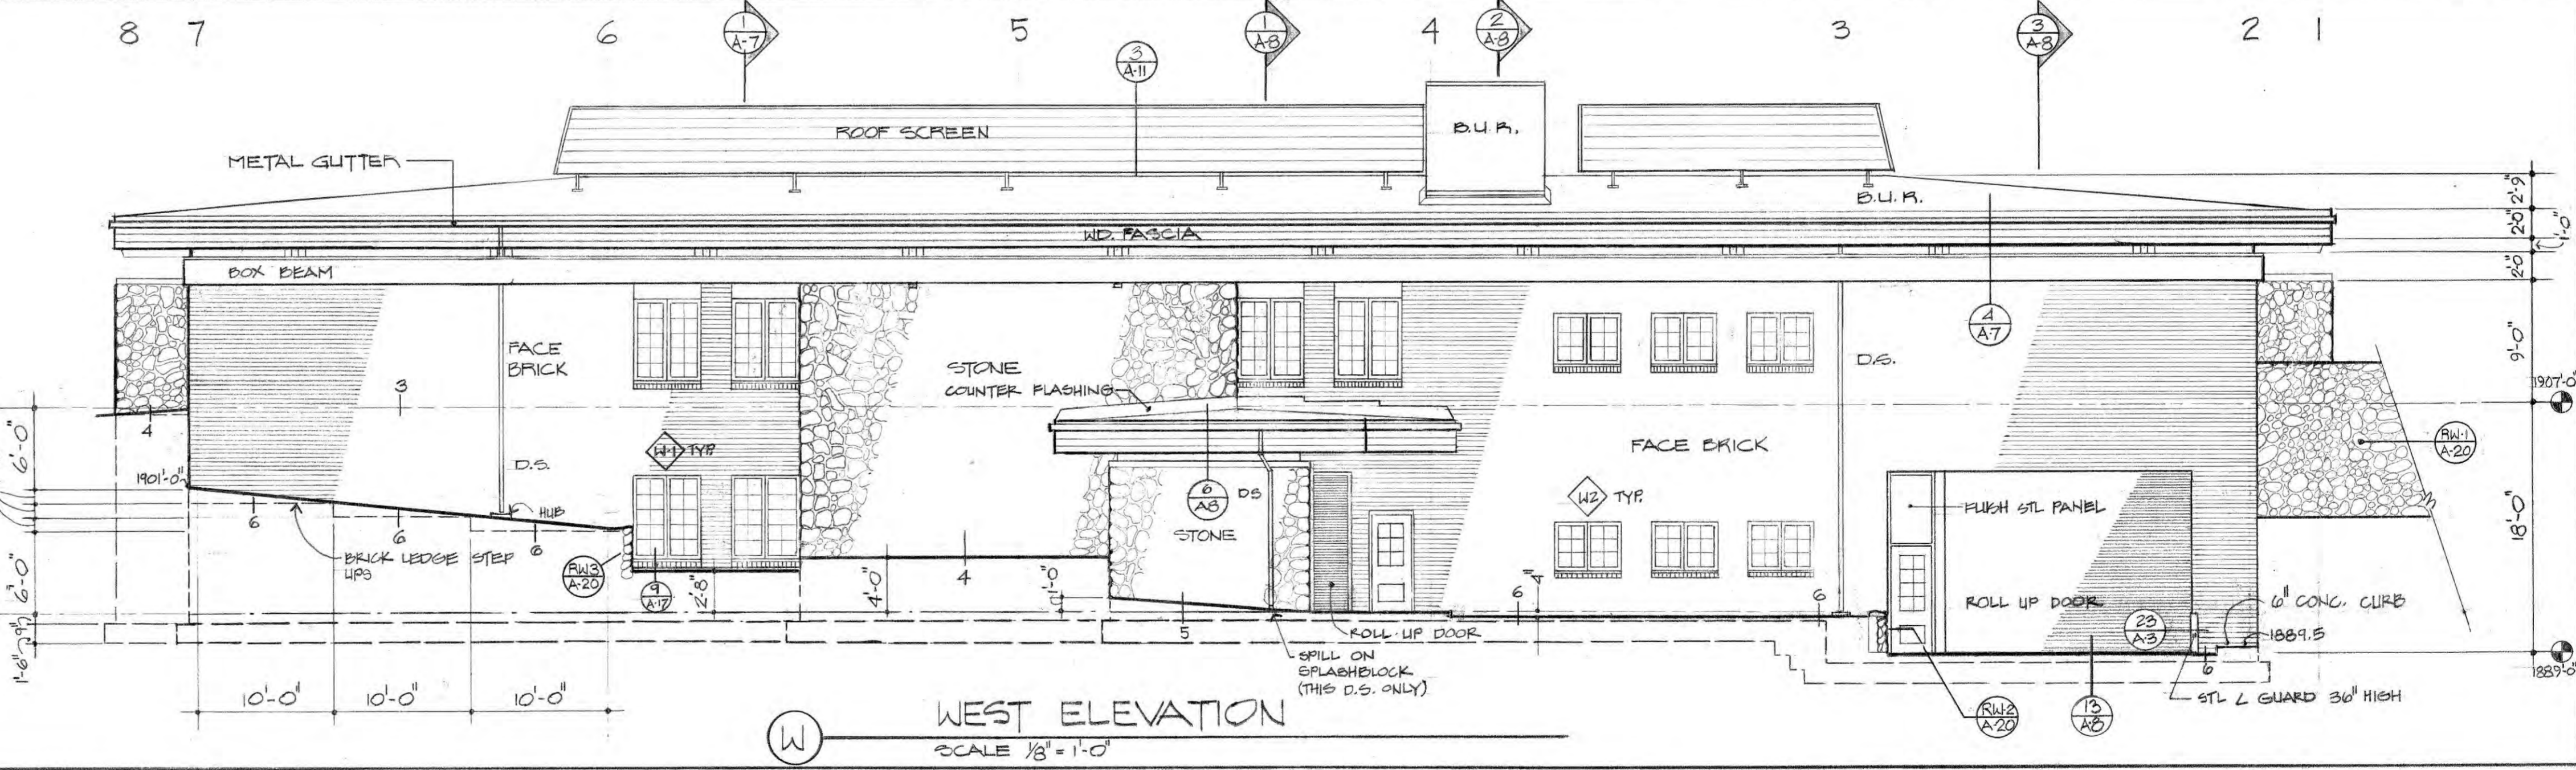 8 7 6 5 4 3 2 1
1
A-7
1
A-8
2
A-8
3
A-8
3
A-11
ROOF SCREEN
B.U.R.
METAL GUTTER
B.U.R.
WD. FASCIA
BOX BEAM
2'-9"
2'-0"
1'-0"
2'-0"
9'-0"
1907'-0"
18'-0"
1889'-0"
FACE
BRICK
STONE
COUNTER FLASHING
D.S.
4
A-7
3
4
6'-0"
W-1 TYP.
FACE BRICK
RW-1
A-20
1901'-0"
D.S.
HUB
6
A8
DS
STONE
W2 TYP.
FLUSH STL PANEL
6 6 6
BRICK LEDGE STEP
UPS
RW3
A-20
9
A-17
2'-8"
4'-0"
4
1'-0"
6
4"
6
ROLL UP DOOR
23
A-3
6" CONC. CURB
1889.5
6'-0"
9"
1'-6"
5
ROLL-UP DOOR
6
SPILL ON
SPLASHBLOCK
(THIS D.S. ONLY)
10'-0" 10'-0" 10'-0"
STL L GUARD 36" HIGH
RW-2
A-20
13
A-8
W
WEST ELEVATION
SCALE 1/8" = 1'-0"